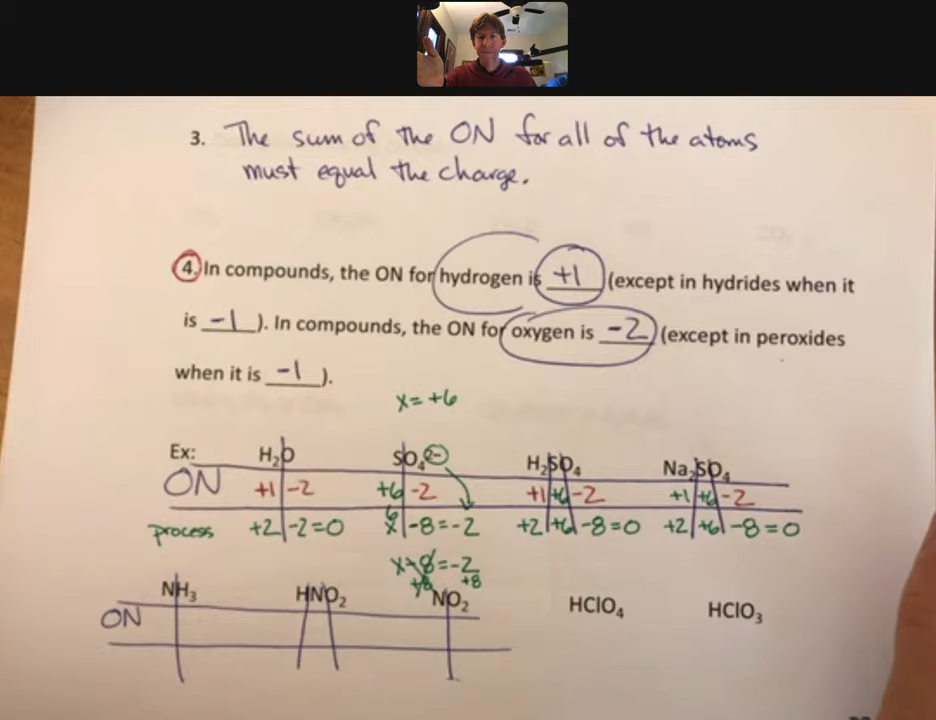 3. The sum of the ON for all of the atoms
must equal the charge.
4. In compounds, the ON for hydrogen is +1 (except in hydrides when it
is -1 ). In compounds, the ON for oxygen is -2 (except in peroxides
when it is -1 ).
x = +6
Ex: H₂O SO₄²⁻ H₂SO₄ Na₂SO₄
ON +1 -2 +6 -2 +1 +6 -2 +1 +6 -2
process +2 -2=0 x 6 -8=-2 +2 +6 -8=0 +2 +6 -8=0
x-8=-2
+8 +8
NH₃ HNO₂ NO₂ HClO₄ HClO₃
ON